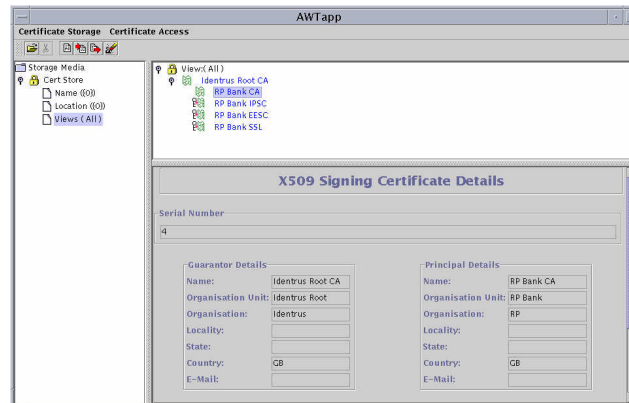 AWTapp
Certificate Storage Certificate Access
Storage Media
Cert Store
Name ({0})
Location ({0})
Views ( All )
View:( All )
Identrus Root CA
RP Bank CA
RP Bank IPSC
RP Bank EESC
RP Bank SSL
X509 Signing Certificate Details
Serial Number
4
Guarantor Details
Name: Identrus Root CA
Organisation Unit: Identrus Root
Organisation: Identrus
Locality:
State:
Country: GB
E-Mail:
Principal Details
Name: RP Bank CA
Organisation Unit: RP Bank
Organisation: RP
Locality:
State:
Country: GB
E-Mail: